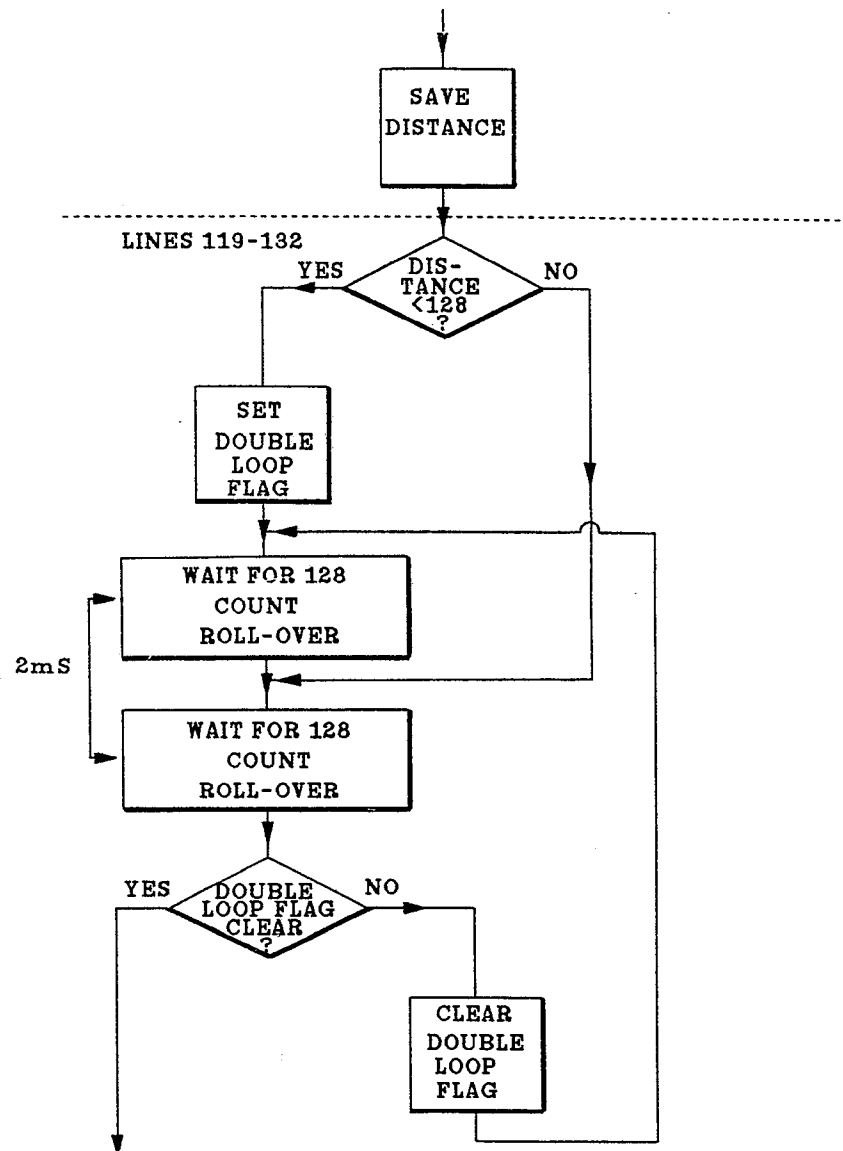 SAVE
DISTANCE
LINES 119-132
YES
DIS-
TANCE
<128
?
NO
SET
DOUBLE
LOOP
FLAG
WAIT FOR 128
COUNT
ROLL-OVER
2mS
WAIT FOR 128
COUNT
ROLL-OVER
YES
DOUBLE
LOOP FLAG
CLEAR
?
NO
CLEAR
DOUBLE
LOOP
FLAG